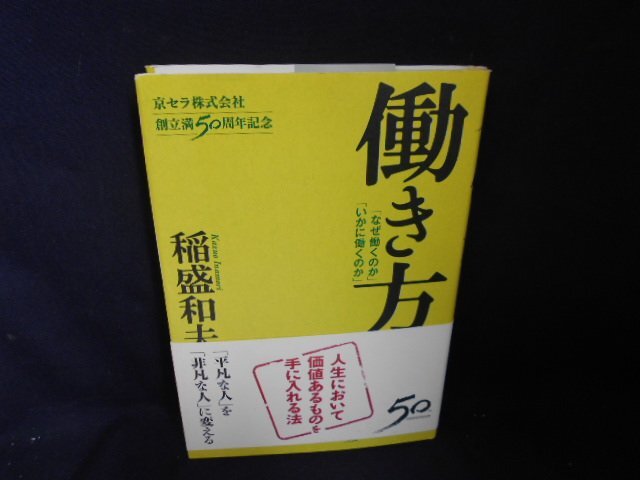 京セラ株式会社
創立満50周年記念
働き方
「なぜ働くのか」
「いかに働くのか」
Kazuo Inamori
稲盛和夫
人生において
価値あるものを
手に入れる法
「平凡な人」を
「非凡な人」に変える
50